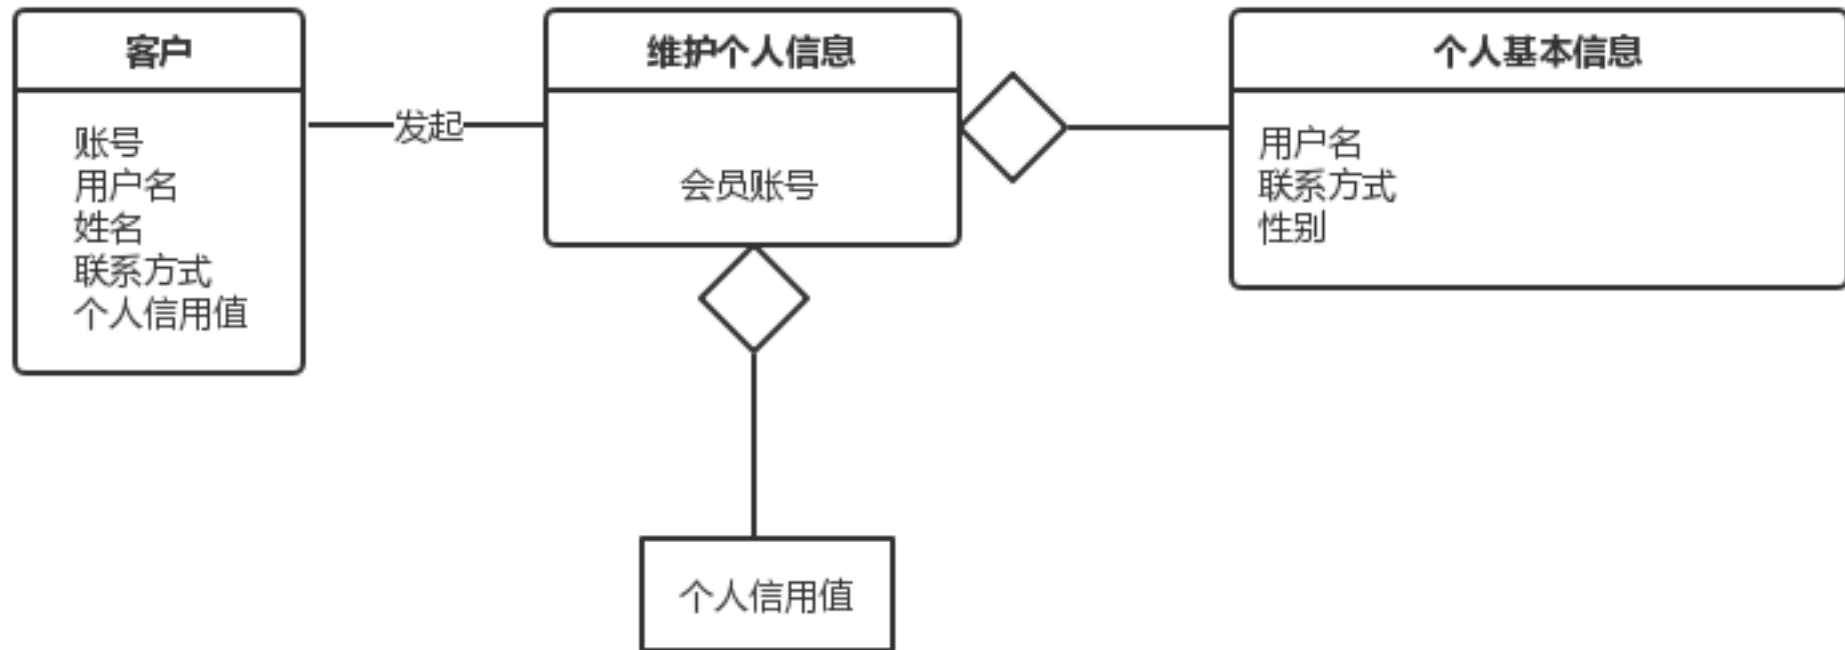 客户
账号
用户名
姓名
联系方式
个人信用值
发起
维护个人信息
会员账号
个人基本信息
用户名
联系方式
性别
个人信用值